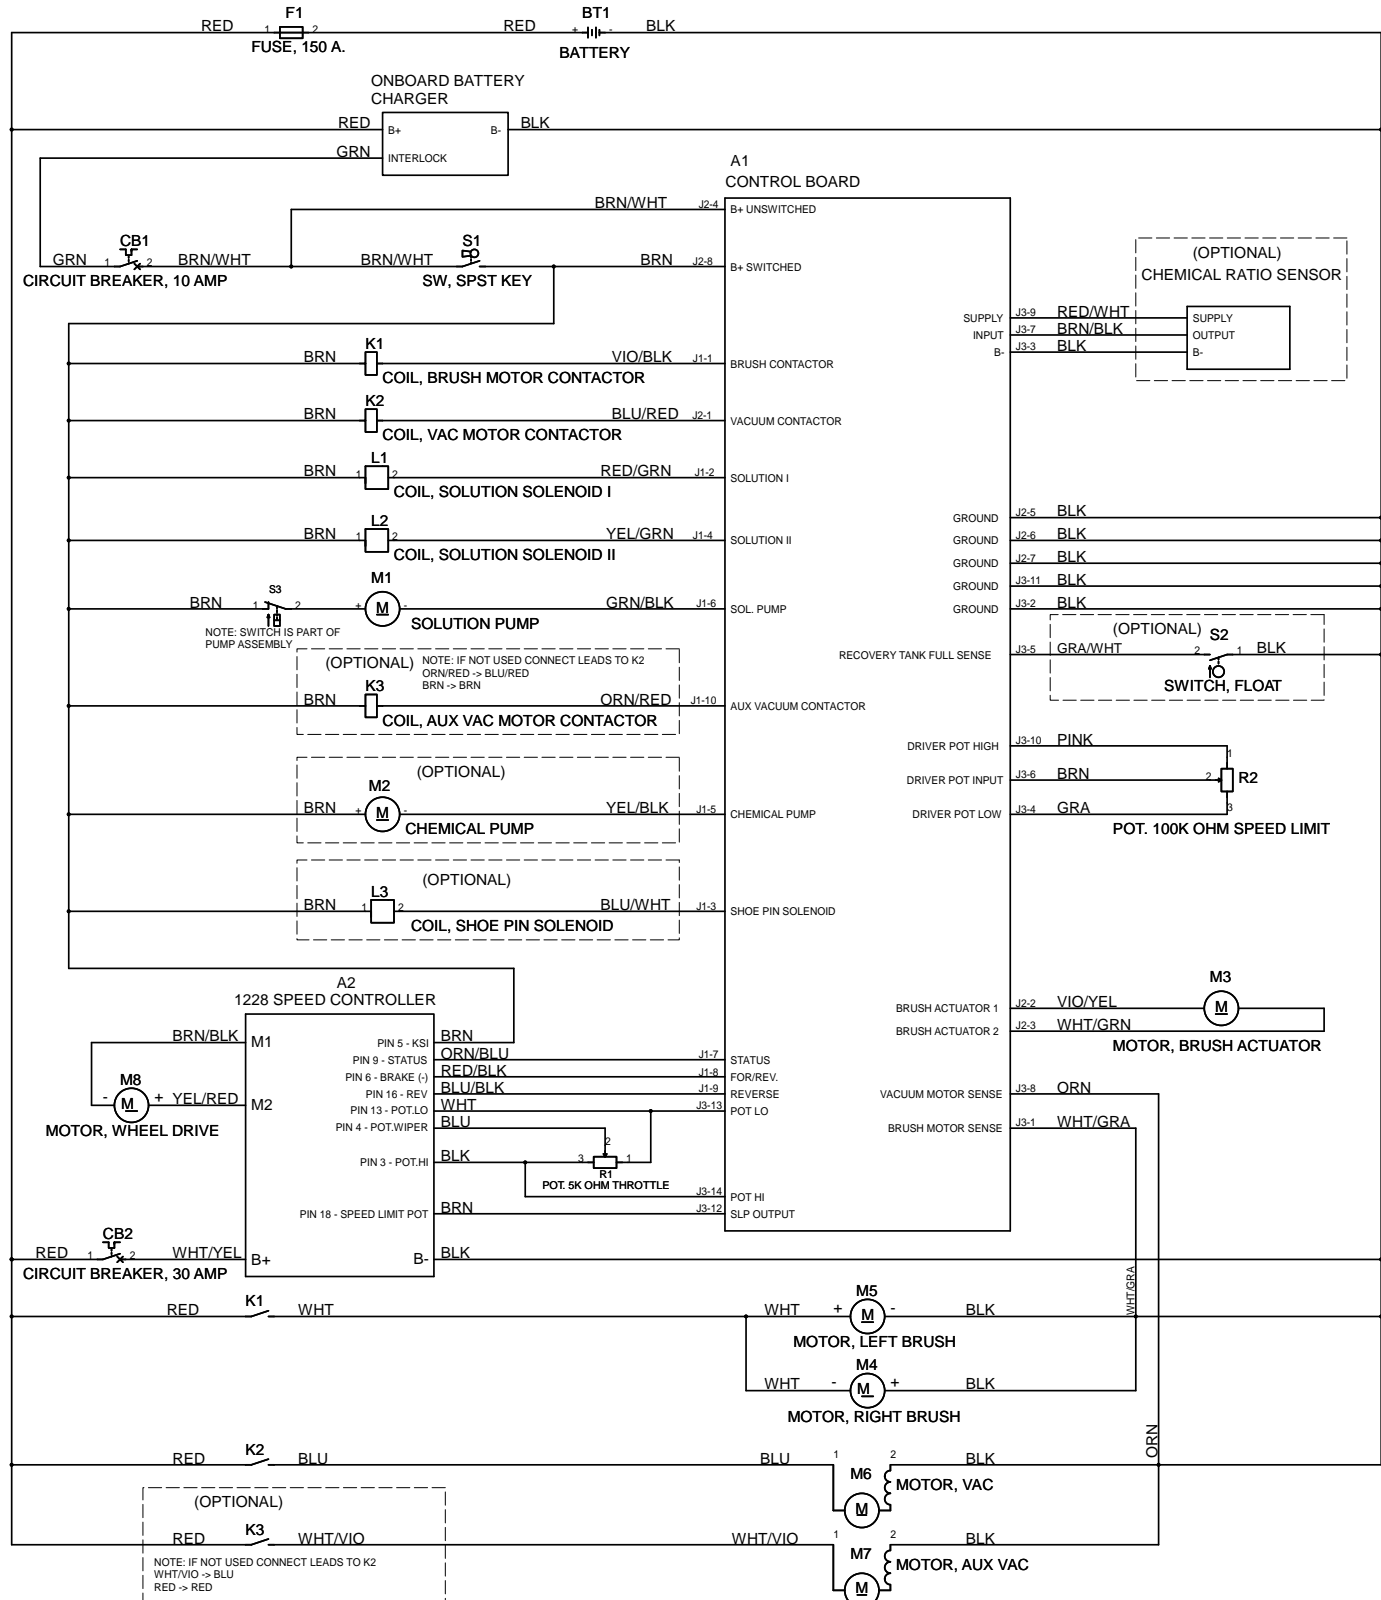 F1
BT1
RED 1 2 RED + - BLK
FUSE, 150 A.
BATTERY
ONBOARD BATTERY
CHARGER
RED B+ B- BLK
GRN INTERLOCK
A1
CONTROL BOARD
BRN/WHT J2-4 B+ UNSWITCHED
CB1 S1
GRN 1 2 BRN/WHT BRN/WHT BRN J2-8 B+ SWITCHED
CIRCUIT BREAKER, 10 AMP SW, SPST KEY
(OPTIONAL)
CHEMICAL RATIO SENSOR
SUPPLY J3-9 RED/WHT SUPPLY
INPUT J3-7 BRN/BLK OUTPUT
B- J3-3 BLK B-
K1
BRN VIO/BLK J1-1 BRUSH CONTACTOR
COIL, BRUSH MOTOR CONTACTOR
K2
BRN BLU/RED J2-1 VACUUM CONTACTOR
COIL, VAC MOTOR CONTACTOR
L1
BRN 1 2 RED/GRN J1-2 SOLUTION I
COIL, SOLUTION SOLENOID I
L2
BRN 1 2 YEL/GRN J1-4 SOLUTION II
COIL, SOLUTION SOLENOID II
GROUND J2-5 BLK
GROUND J2-6 BLK
GROUND J2-7 BLK
GROUND J3-11 BLK
GROUND J3-2 BLK
S3 M1
BRN 1 2 + M - GRN/BLK J1-6 SOL. PUMP
SOLUTION PUMP
NOTE: SWITCH IS PART OF
PUMP ASSEMBLY
(OPTIONAL) S2
RECOVERY TANK FULL SENSE J3-5 GRA/WHT 2 1 BLK
SWITCH, FLOAT
(OPTIONAL) NOTE: IF NOT USED CONNECT LEADS TO K2
ORN/RED -> BLU/RED
BRN -> BRN
K3
BRN ORN/RED J1-10 AUX VACUUM CONTACTOR
COIL, AUX VAC MOTOR CONTACTOR
DRIVER POT HIGH J3-10 PINK 1
DRIVER POT INPUT J3-6 BRN 2 R2
DRIVER POT LOW J3-4 GRA 3
POT. 100K OHM SPEED LIMIT
(OPTIONAL)
M2
BRN + M - YEL/BLK J1-5 CHEMICAL PUMP
CHEMICAL PUMP
(OPTIONAL)
L3
BRN 1 2 BLU/WHT J1-3 SHOE PIN SOLENOID
COIL, SHOE PIN SOLENOID
M3
BRUSH ACTUATOR 1 J2-2 VIO/YEL M
BRUSH ACTUATOR 2 J2-3 WHT/GRN
MOTOR, BRUSH ACTUATOR
A2
1228 SPEED CONTROLLER
BRN/BLK M1 PIN 5 - KSI BRN
PIN 9 - STATUS ORN/BLU J1-7 STATUS
PIN 6 - BRAKE (-) RED/BLK J1-8 FOR/REV.
PIN 16 - REV BLU/BLK J1-9 REVERSE
M8
- M + YEL/RED M2 PIN 13 - POT.LO WHT J3-13 POT LO
MOTOR, WHEEL DRIVE
PIN 4 - POT.WIPER BLU
2
PIN 3 - POT.HI BLK 3 1
R1
POT. 5K OHM THROTTLE
J3-14 POT HI
PIN 18 - SPEED LIMIT POT BRN J3-12 SLP OUTPUT
VACUUM MOTOR SENSE J3-8 ORN
BRUSH MOTOR SENSE J3-1 WHT/GRA
CB2
RED 1 2 WHT/YEL B+ B- BLK
CIRCUIT BREAKER, 30 AMP
WHT/GRA
RED K1 WHT WHT + M5 M - BLK
MOTOR, LEFT BRUSH
M4
WHT - M + BLK
MOTOR, RIGHT BRUSH
ORN
RED K2 BLU BLU 1 2 BLK
M6 MOTOR, VAC
M
(OPTIONAL)
RED K3 WHT/VIO WHT/VIO 1 2 BLK
M7 MOTOR, AUX VAC
M
NOTE: IF NOT USED CONNECT LEADS TO K2
WHT/VIO -> BLU
RED -> RED